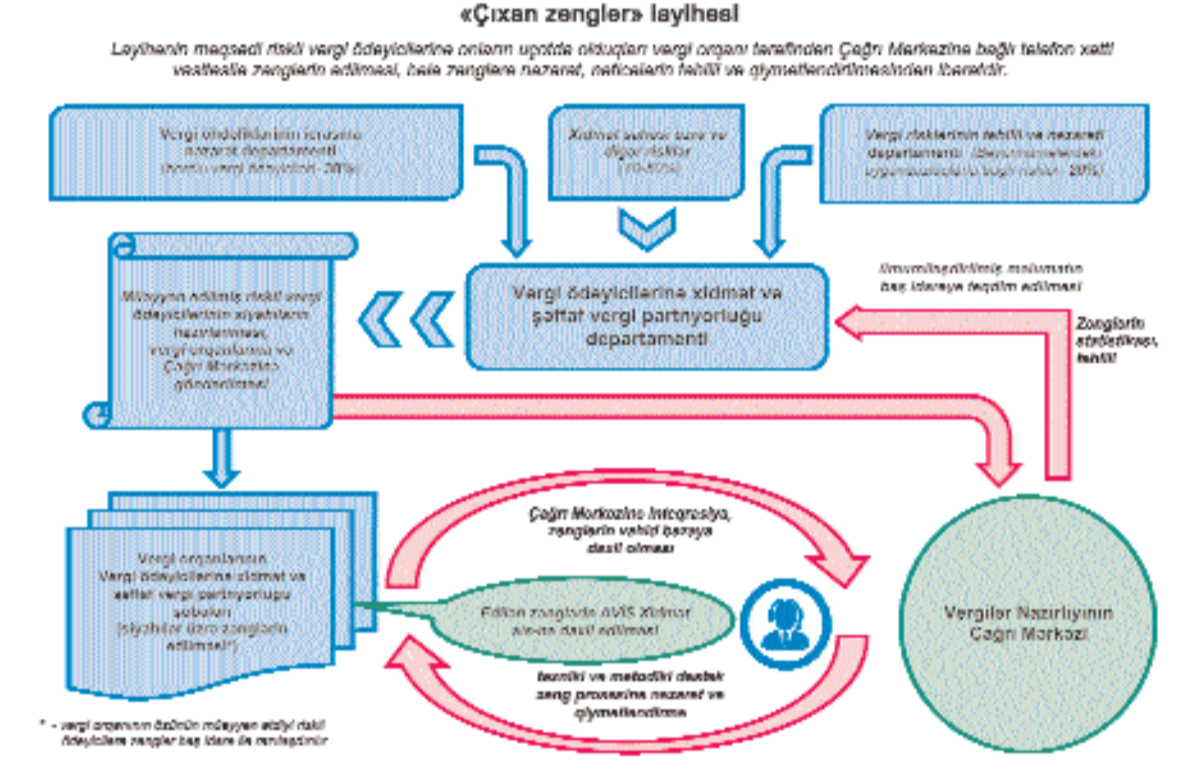 «Çıxan zənglər» layihəsi
Layihənin məqsədi riskli vergi ödəyicilərinə onların uçotda olduqları vergi orqanı tərəfindən Çağrı Mərkəzinə bağlı telefon xətti
vasitəsilə zənglərin edilməsi, belə zənglərə nəzarət, nəticələrin təhlili və qiymətləndirilməsindən ibarətdir.
Vergi öhdəliklərinin icrasına
nəzarət departamenti
Xidmət sahəsi üzrə və
digər risklər
Vergi risklərinin təhlili və nəzarəti
departamenti
Müəyyən edilmiş riskli vergi
ödəyicilərinin siyahıların
hazırlanması,
vergi orqanlarına və
Çağrı Mərkəzinə
göndərilməsi
Vergi ödəyicilərinə xidmət və
şəffaf vergi partnyorluğu
departamenti
Ümumiləşdirilmiş məlumatın
baş idarəyə təqdim edilməsi
Zənglərin
statistikası,
təhlili
Çağrı Mərkəzinə inteqrasiya,
zənglərin vahid bazaya
daxil olması
Vergi orqanlarının
Vergi ödəyicilərinə xidmət və
şəffaf vergi partnyorluğu
şöbələri
(siyahılar üzrə zənglərin
edilməsi*)
Edilən zənglərin AVİS Xidmət
daxil edilməsi
Vergilər Nazirliyinin
Çağrı Mərkəzi
texniki və metodiki dəstək
zəng prosesinə nəzarət və
qiymətləndirmə
* - vergi orqanının özünün müəyyən etdiyi riskli
ödəyicilərə zənglər baş idarə ilə razılaşdırılır